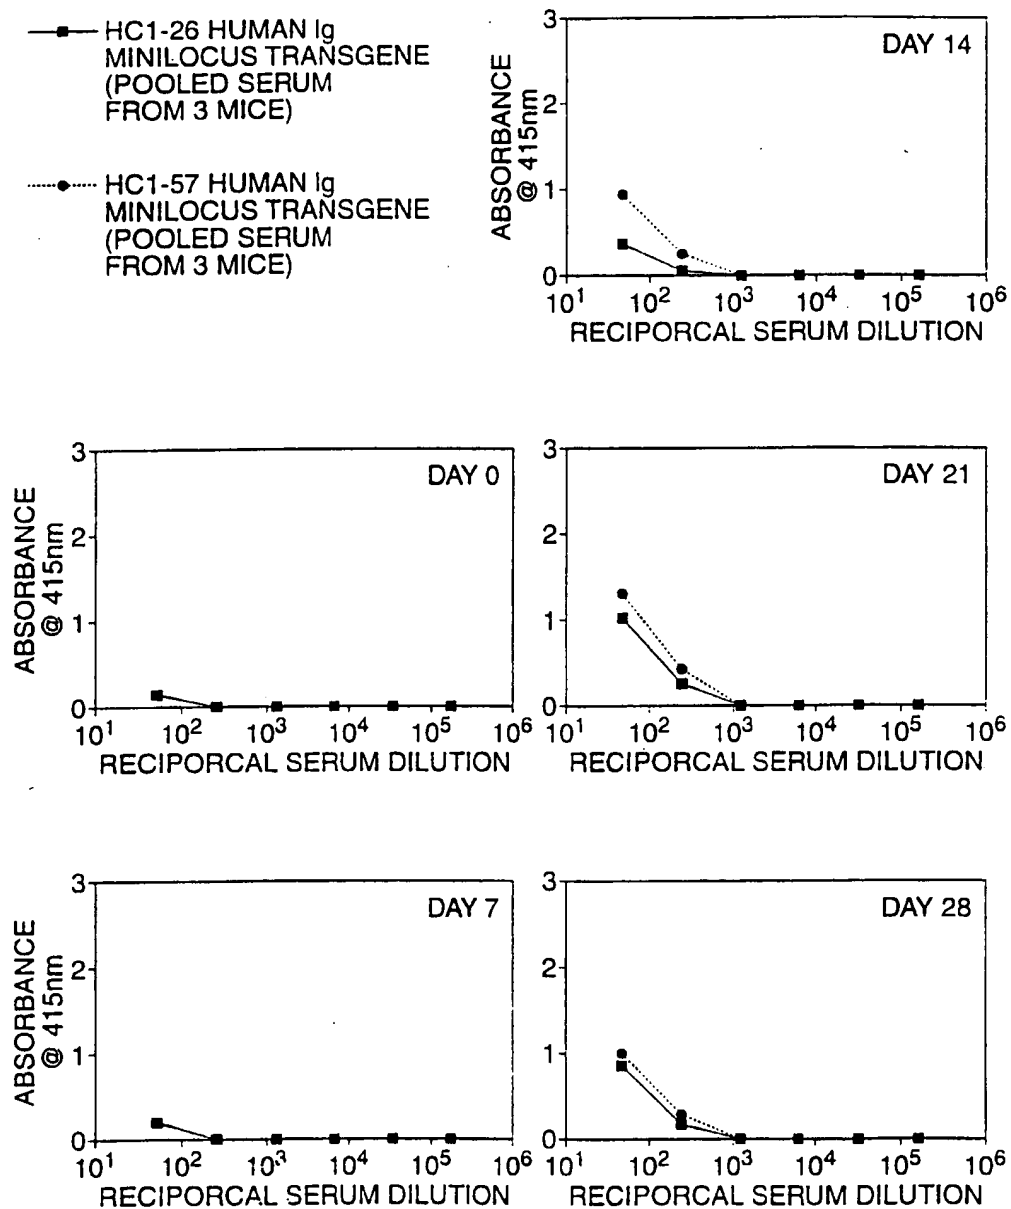 HC1-26 HUMAN Ig
MINILOCUS TRANSGENE
(POOLED SERUM
FROM 3 MICE)
HC1-57 HUMAN Ig
MINILOCUS TRANSGENE
(POOLED SERUM
FROM 3 MICE)
DAY 14
ABSORBANCE
@ 415nm
3
2
1
0
10¹ 10² 10³ 10⁴ 10⁵ 10⁶
RECIPORCAL SERUM DILUTION
DAY 0
ABSORBANCE
@ 415nm
3
2
1
0
10¹ 10² 10³ 10⁴ 10⁵ 10⁶
RECIPORCAL SERUM DILUTION
DAY 21
3
2
1
0
10¹ 10² 10³ 10⁴ 10⁵ 10⁶
RECIPORCAL SERUM DILUTION
DAY 7
ABSORBANCE
@ 415nm
3
2
1
0
10¹ 10² 10³ 10⁴ 10⁵ 10⁶
RECIPORCAL SERUM DILUTION
DAY 28
3
2
1
0
10¹ 10² 10³ 10⁴ 10⁵ 10⁶
RECIPORCAL SERUM DILUTION